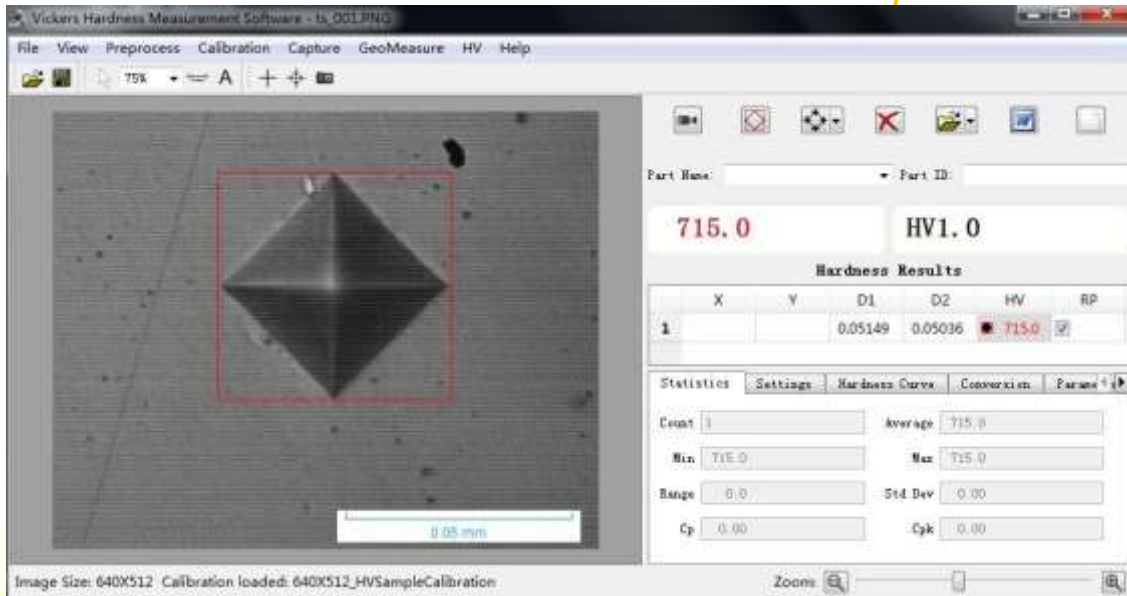 Vickers Hardness Measurement Software - ts_001.PNG
File View Preprocess Calibration Capture GeoMeasure HV Help
75% A
Part Name: Part ID:
715.0 HV1.0
Hardness Results
X Y D1 D2 HV RP
1 0.05149 0.05036 715.0
Statistics Settings Hardness Curve Conversion
Count 1 Average 715.0
Min 715.0 Max 715.0
Range 0.0 Std Dev 0.00
Cp 0.00 Cpk 0.00
0.05 mm
Image Size: 640X512 Calibration loaded: 640X512_HVSampleCalibration Zoom: